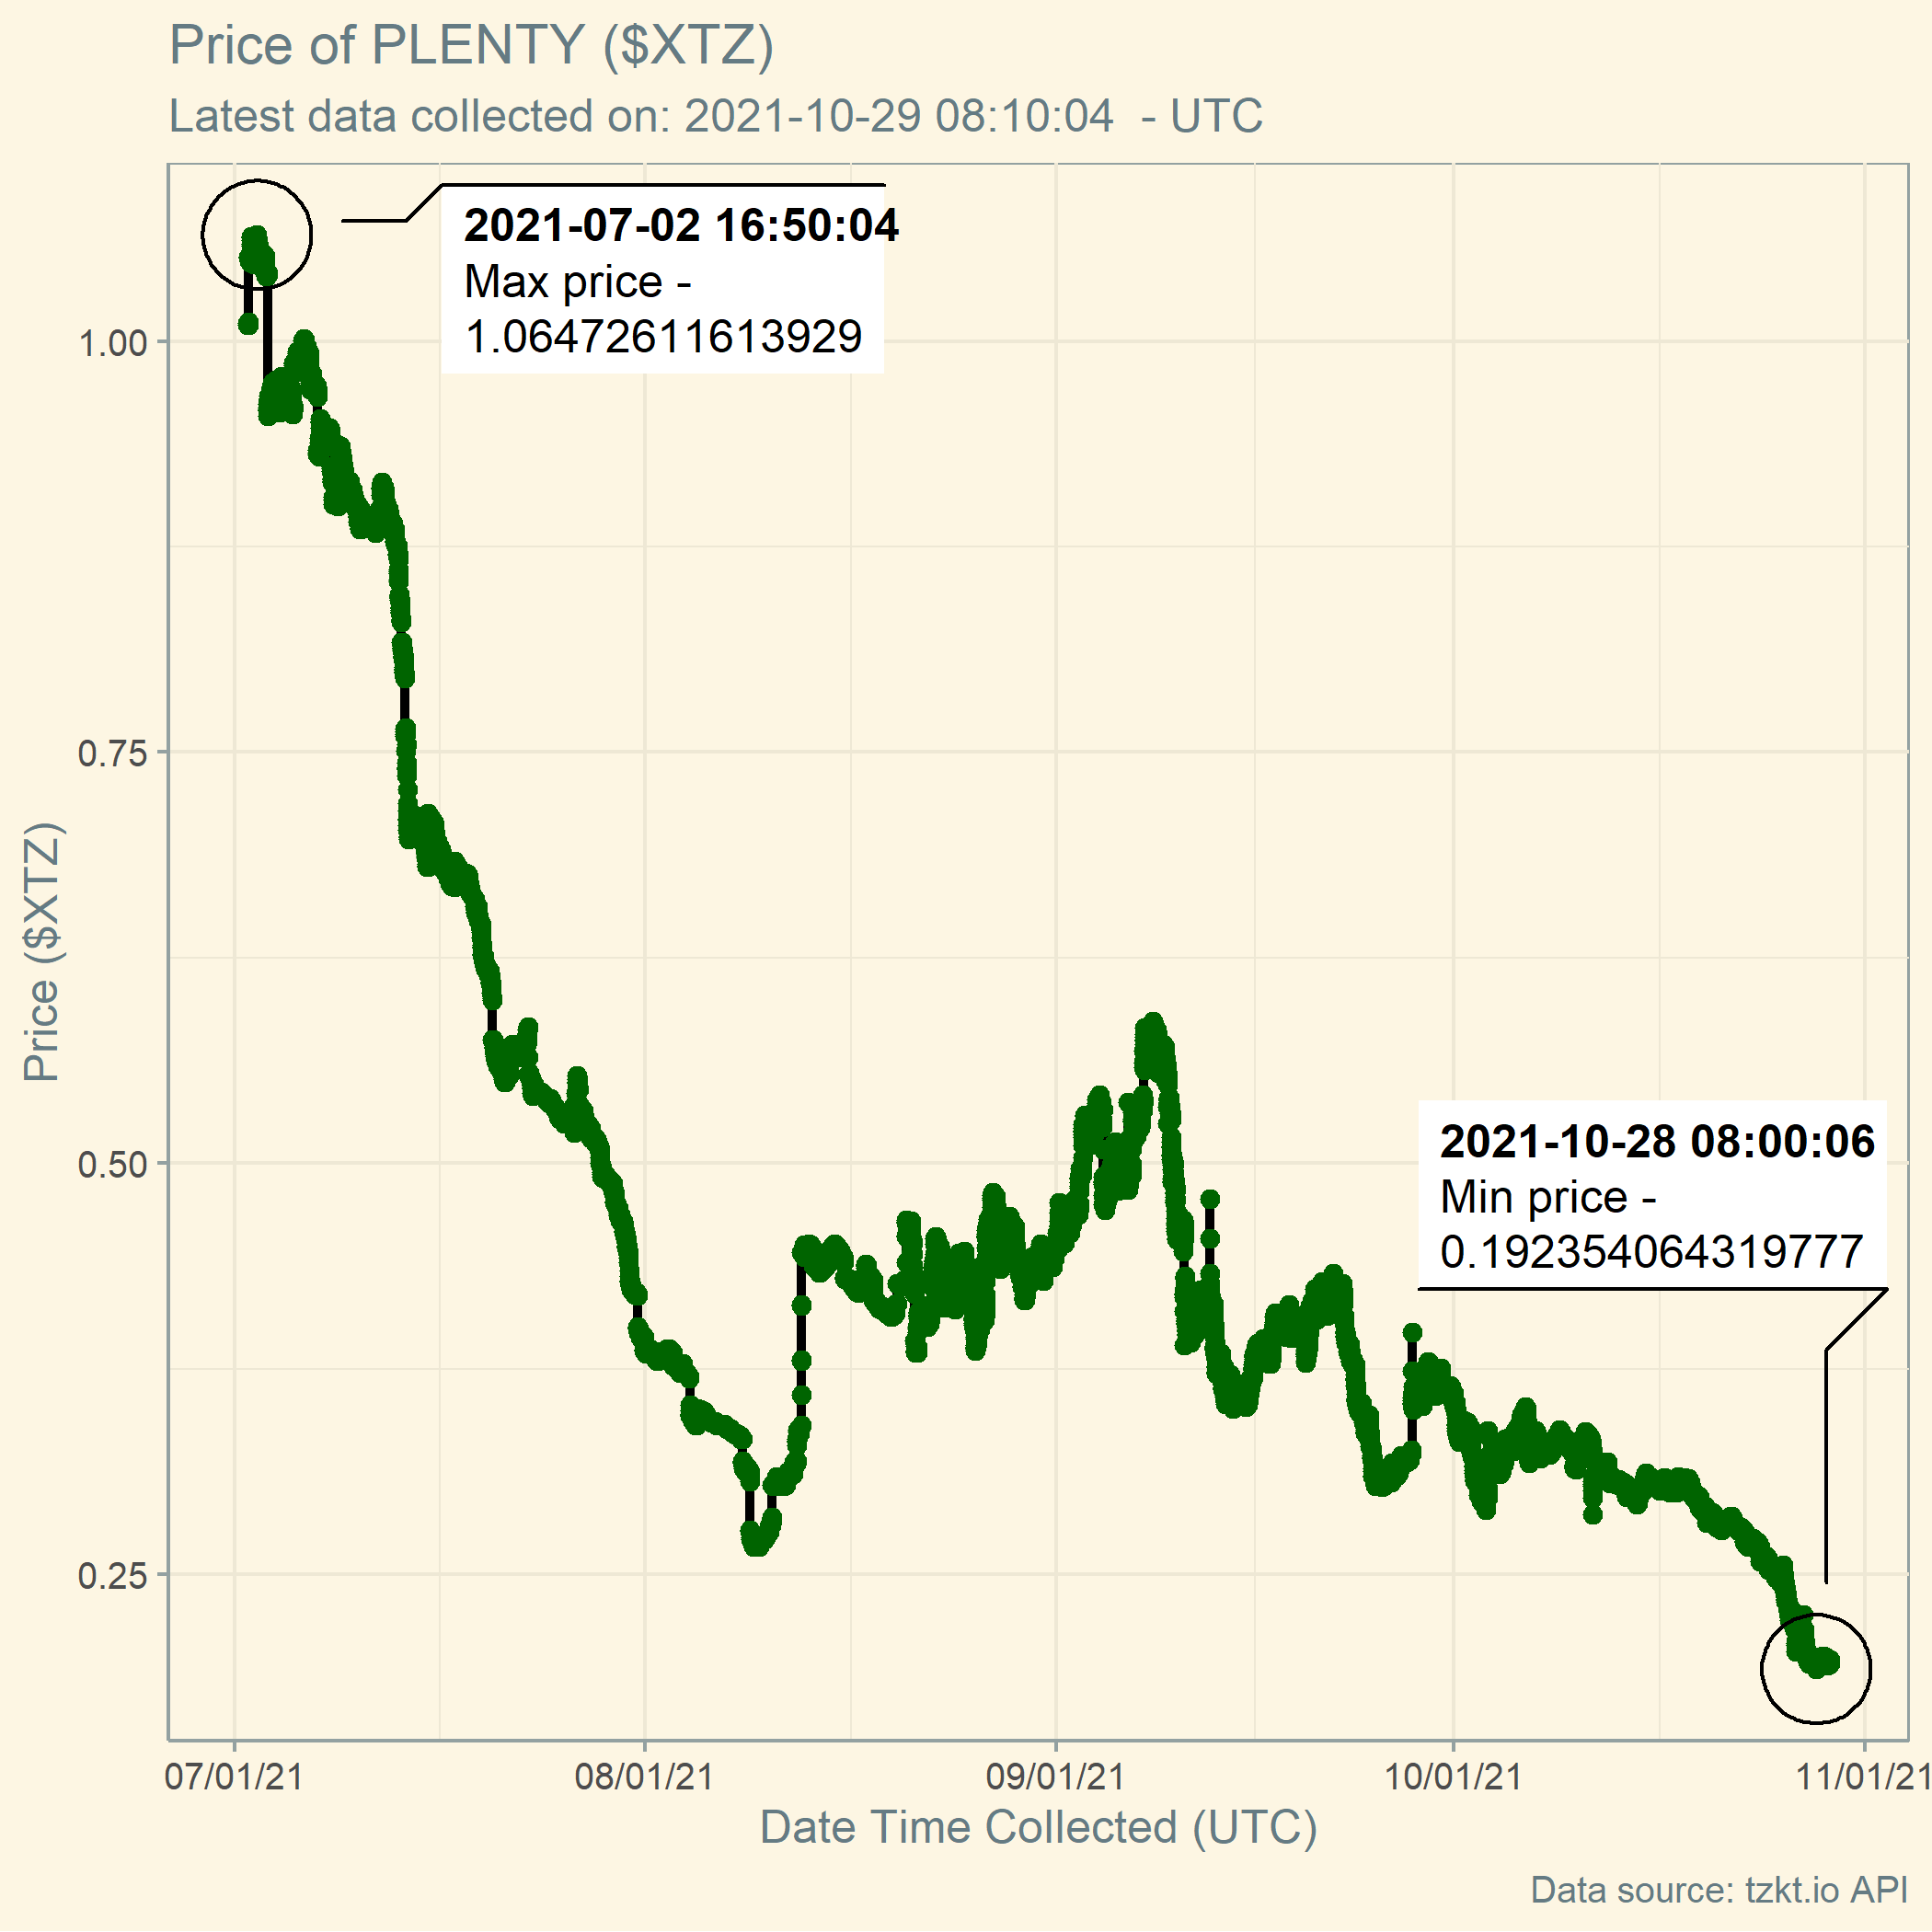 Price of PLENTY ($XTZ)
Latest data collected on: 2021-10-29 08:10:04  - UTC
2021-07-02 16:50:04
Max price -
1.06472611613929
1.00
0.75
0.50
0.25
Price ($XTZ)
2021-10-28 08:00:06
Min price -
0.192354064319777
07/01/21
08/01/21
09/01/21
10/01/21
11/01/21
Date Time Collected (UTC)
Data source: tzkt.io API